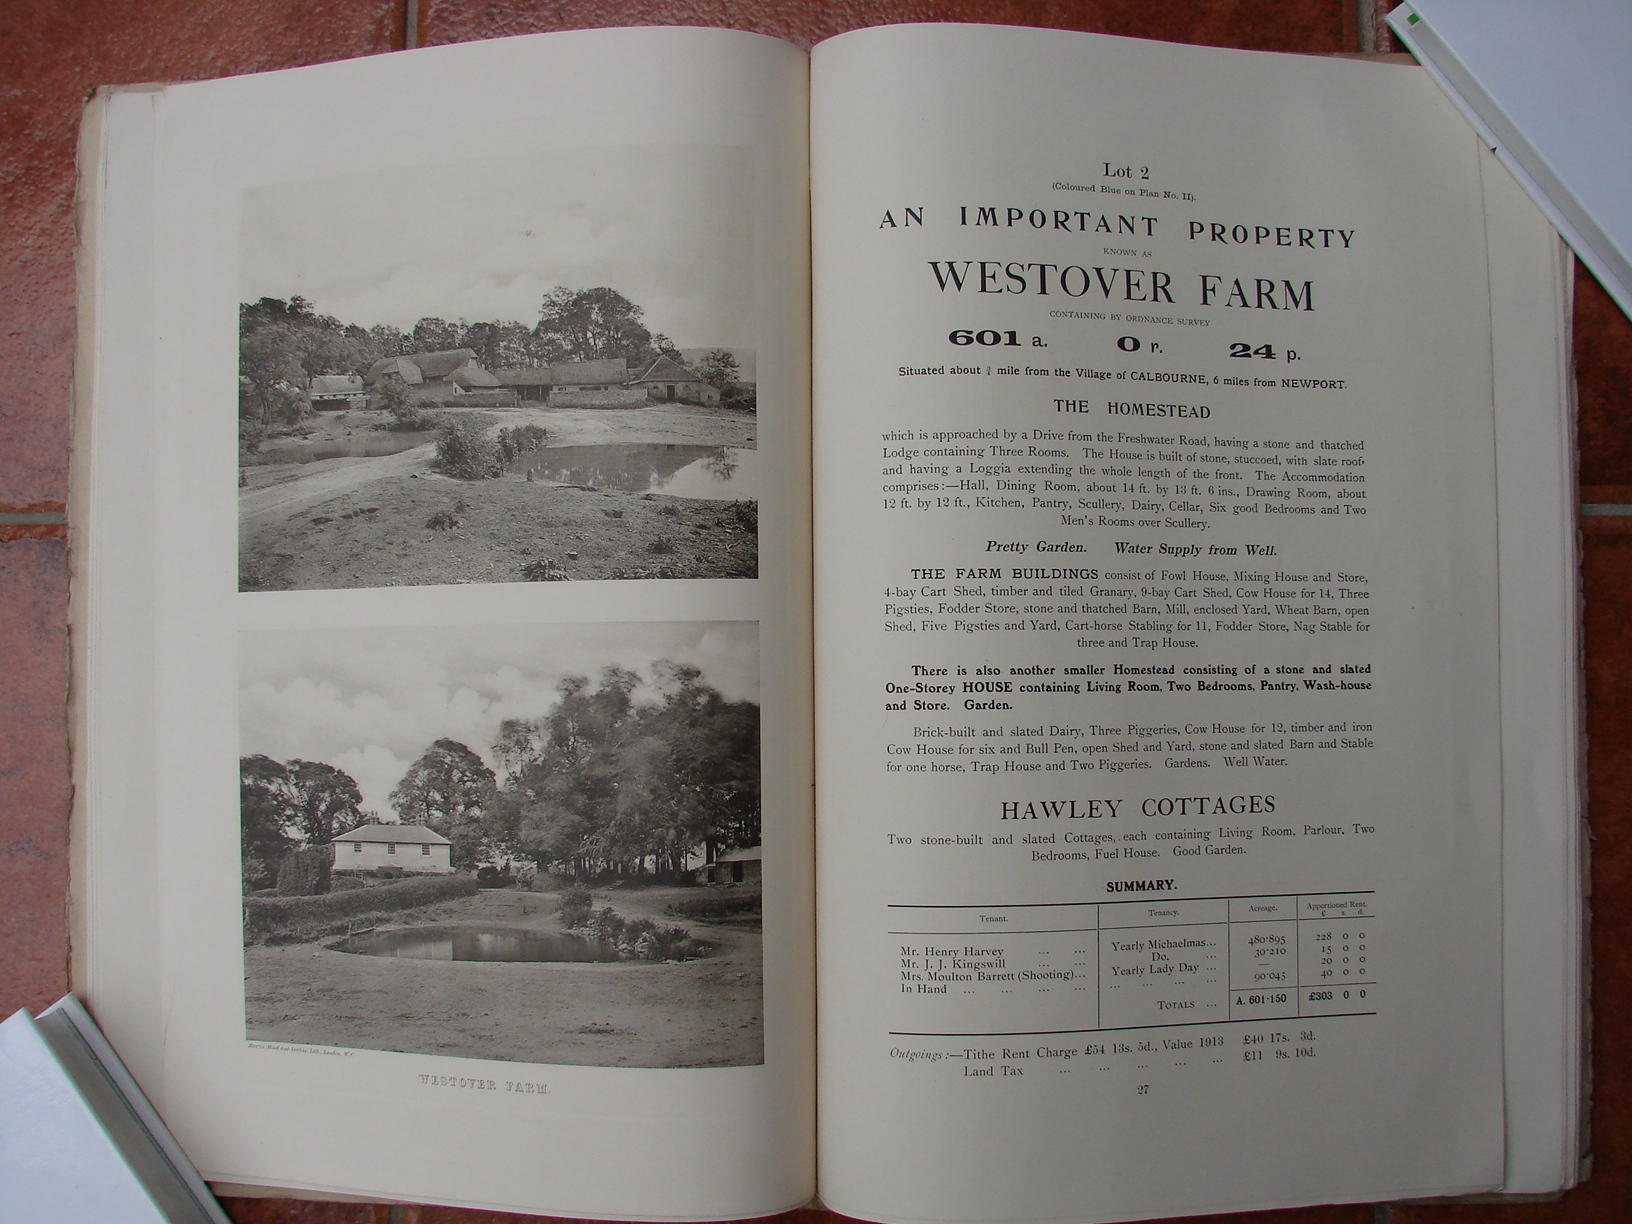 Martin, Hood and Larkin, Lith., London, W.C
WESTOVER FARM.
Lot 2
(Coloured Blue on Plan No. II).
AN IMPORTANT PROPERTY
KNOWN AS
WESTOVER FARM
CONTAINING BY ORDNANCE SURVEY
601 a. 0 r. 24 p.
Situated about ¾ mile from the Village of CALBOURNE, 6 miles from NEWPORT.
THE HOMESTEAD
which is approached by a Drive from the Freshwater Road, having a stone and thatched
Lodge containing Three Rooms. The House is built of stone, stuccoed, with slate roof,
and having a Loggia extending the whole length of the front. The Accommodation
comprises:—Hall, Dining Room, about 14 ft. by 13 ft. 6 ins., Drawing Room, about
12 ft. by 12 ft., Kitchen, Pantry, Scullery, Dairy, Cellar, Six good Bedrooms and Two
Men's Rooms over Scullery.
Pretty Garden. Water Supply from Well.
THE FARM BUILDINGS consist of Fowl House, Mixing House and Store,
4-bay Cart Shed, timber and tiled Granary, 9-bay Cart Shed, Cow House for 14, Three
Pigsties, Fodder Store, stone and thatched Barn, Mill, enclosed Yard, Wheat Barn, open
Shed, Five Pigsties and Yard, Cart-horse Stabling for 11, Fodder Store, Nag Stable for
three and Trap House.
There is also another smaller Homestead consisting of a stone and slated
One-Storey HOUSE containing Living Room, Two Bedrooms, Pantry, Wash-house
and Store. Garden.
Brick-built and slated Dairy, Three Piggeries, Cow House for 12, timber and iron
Cow House for six and Bull Pen, open Shed and Yard, stone and slated Barn and Stable
for one horse, Trap House and Two Piggeries. Gardens. Well Water.
HAWLEY COTTAGES
Two stone-built and slated Cottages, each containing Living Room, Parlour, Two
Bedrooms, Fuel House. Good Garden.
SUMMARY.
Tenant. Tenancy. Acreage. Apportioned Rent.
£ s. d.
Mr. Henry Harvey ... ... Yearly Michaelmas... 480·895 228 0 0
Mr. J. J. Kingswill ... ... Do. ... 30·210 15 0 0
Mrs. Moulton Barrett (Shooting)... Yearly Lady Day ... — 20 0 0
In Hand ... ... ... ... ... ... ... ... 90·045 40 0 0
TOTALS ... A. 601·150 £303 0 0
Outgoings:—Tithe Rent Charge £54 13s. 5d., Value 1913 £40 17s. 3d.
Land Tax ... ... ... ... ... £11 9s. 10d.
27